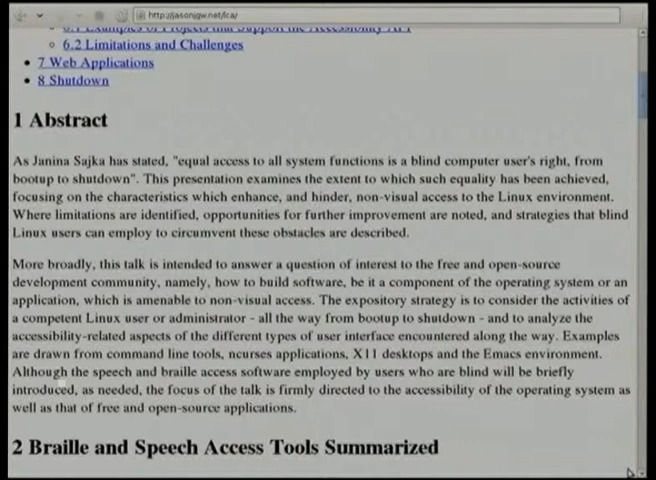 http://jasonjgw.net/lca/
6.1 Examples of Projects that Support the Accessibility API
6.2 Limitations and Challenges
7 Web Applications
8 Shutdown
1 Abstract
As Janina Sajka has stated, "equal access to all system functions is a blind computer user's right, from
bootup to shutdown". This presentation examines the extent to which such equality has been achieved,
focusing on the characteristics which enhance, and hinder, non-visual access to the Linux environment.
Where limitations are identified, opportunities for further improvement are noted, and strategies that blind
Linux users can employ to circumvent these obstacles are described.
More broadly, this talk is intended to answer a question of interest to the free and open-source
development community, namely, how to build software, be it a component of the operating system or an
application, which is amenable to non-visual access. The expository strategy is to consider the activities of
a competent Linux user or administrator - all the way from bootup to shutdown - and to analyze the
accessibility-related aspects of the different types of user interface encountered along the way. Examples
are drawn from command line tools, ncurses applications, X11 desktops and the Emacs environment.
Although the speech and braille access software employed by users who are blind will be briefly
introduced, as needed, the focus of the talk is firmly directed to the accessibility of the operating system as
well as that of free and open-source applications.
2 Braille and Speech Access Tools Summarized